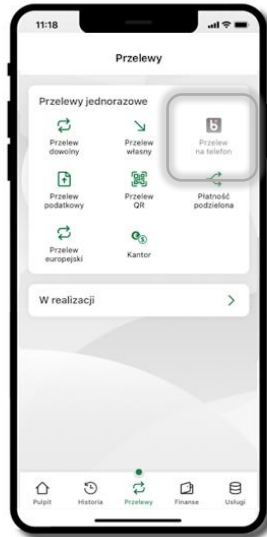 11:18
Przelewy
Przelewy jednorazowe
Przelew
dowolny
Przelew
własny
Przelew
na telefon
Przelew
podatkowy
Przelew
QR
Płatność
podzielona
Przelew
europejski
Kantor
W realizacji
Pulpit
Historia
Przelewy
Finanse
Usługi